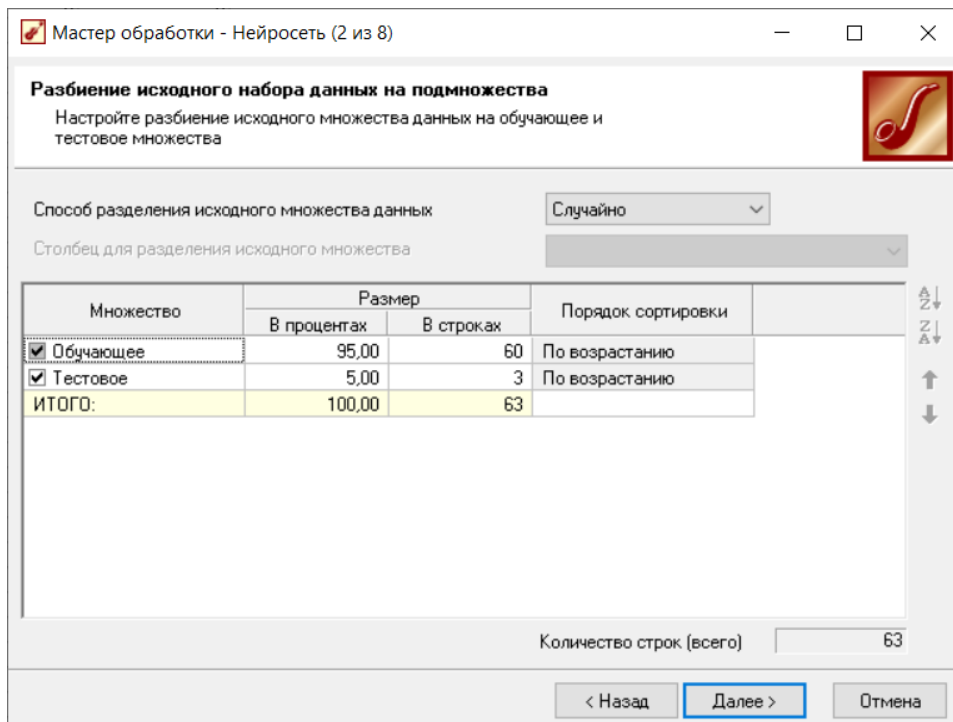 Мастер обработки - Нейросеть (2 из 8)
Разбиение исходного набора данных на подмножества
Настройте разбиение исходного множества данных на обучающее и
тестовое множества
Способ разделения исходного множества данных Случайно
Столбец для разделения исходного множества
Множество Размер Порядок сортировки
В процентах В строках
Обучающее 95,00 60 По возрастанию
Тестовое 5,00 3 По возрастанию
ИТОГО: 100,00 63
Количество строк (всего) 63
< Назад Далее > Отмена